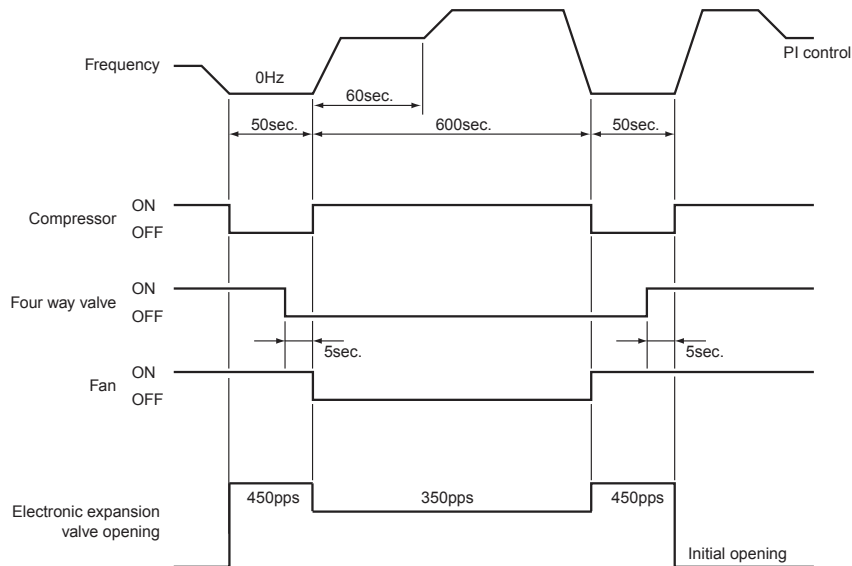 PI control
Frequency
0Hz
60sec.
50sec.
600sec.
50sec.
ON
Compressor
OFF
ON
Four way valve
OFF
5sec.
5sec.
ON
Fan
OFF
450pps
350pps
450pps
Electronic expansion
valve opening
Initial opening